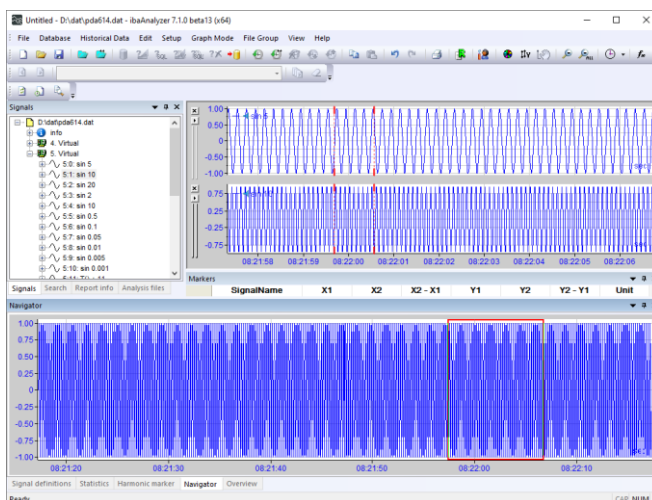 Untitled - D:\dat\pda614.dat - ibaAnalyzer 7.1.0 beta13 (x64)
File Database Historical Data Edit Setup Graph Mode File Group View Help
Signals
D:\dat\pda614.dat
info
4. Virtual
5. Virtual
5:0: sin 5
5:1: sin 10
5:2: sin 20
5:3: sin 2
5:4: sin 10
5:5: sin 0.5
5:6: sin 0.1
5:7: sin 0.05
5:8: sin 0.01
5:9: sin 0.005
5:10: sin 0.001
Signals Search Report info Analysis files
1.00
0.50
0
-0.50
-1.00
sin 5
0.75
0.25
-0.25
-0.75
08:21:58 08:21:59 08:22:00 08:22:01 08:22:02 08:22:03 08:22:04 08:22:05 08:22:06
Markers
SignalName X1 X2 X2 - X1 Y1 Y2 Y2 - Y1 Unit
Navigator
1.00
0.75
0.50
0.25
0
-0.25
-0.50
-0.75
-1.00
08:21:20 08:21:30 08:21:40 08:21:50 08:22:00 08:22:10
Signal definitions Statistics Harmonic marker Navigator Overview
Ready CAP NUM